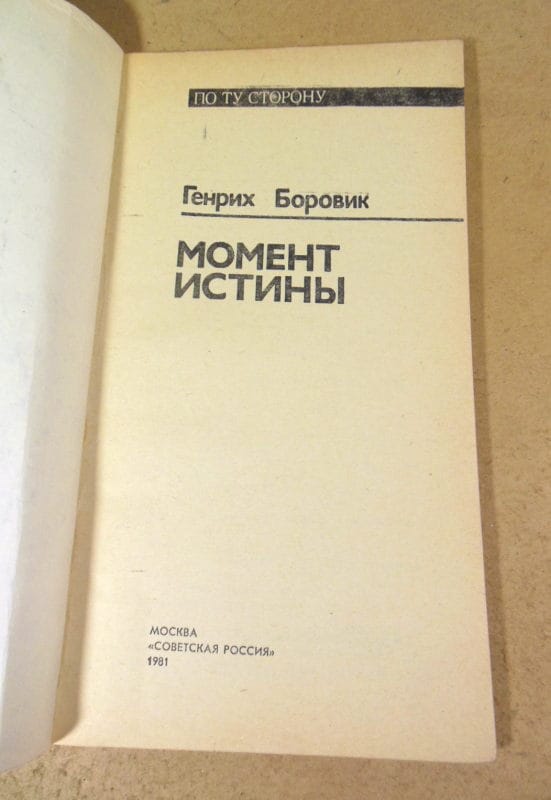 ПО ТУ СТОРОНУ
Генрих Боровик
МОМЕНТ
ИСТИНЫ
МОСКВА
«СОВЕТСКАЯ РОССИЯ»
1981